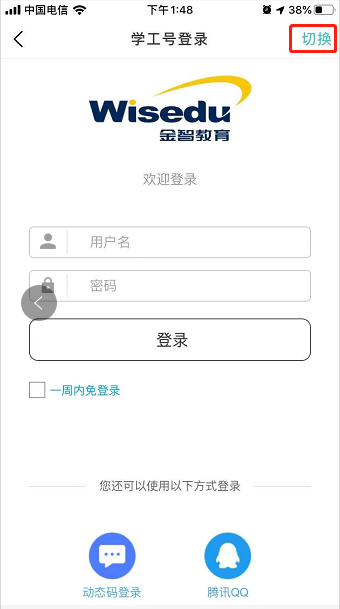 中国电信 下午1:48 38%
学工号登录 切换
Wisedu
金智教育
欢迎登录
用户名
密码
登录
一周内免登录
您还可以使用以下方式登录
动态码登录 腾讯QQ